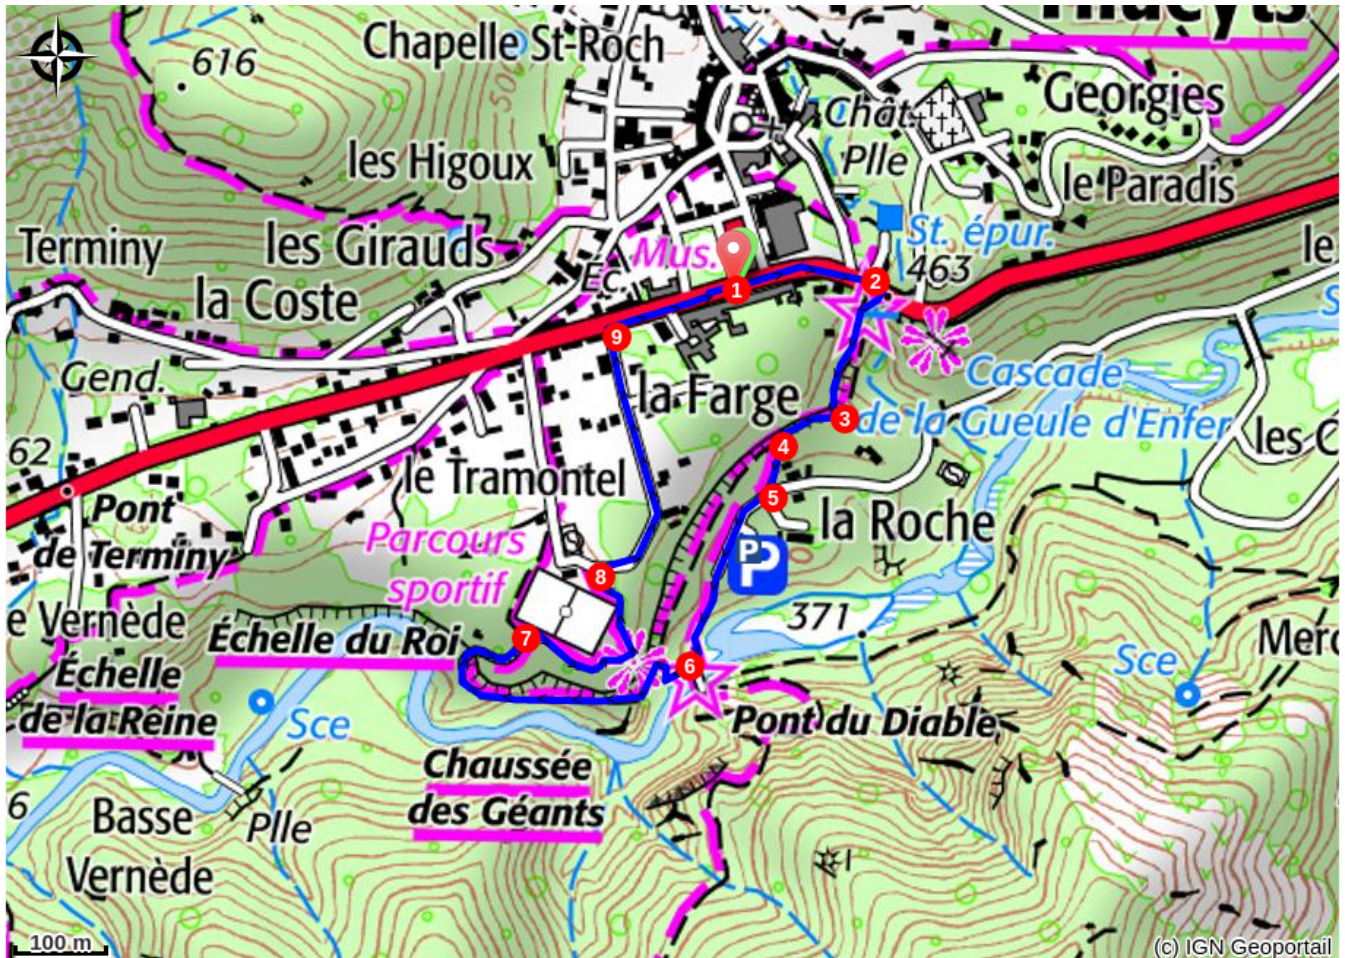 Chapelle St-Roch
616
500
Georgies
Chât.
Plle
les Higoux
le Paradis
St. épur.
463
Terminy
les Girauds
Mus.
Éc.
le
la Coste
1
2
9
Gend.
la Farge
Cascade
de la Gueule d'Enfer
3
4
les C
62
le Tramontel
5
la Roche
Pont
de Terminy
Parcours
sportif
P
P
8
371
e Vernède
Échelle du Roi
7
6
Sce
Merc
Échelle
de la Reine
Sce
Pont du Diable
Chaussée
des Géants
6
Basse
Vernède
Plle
100 m
(c) IGN Geoportail